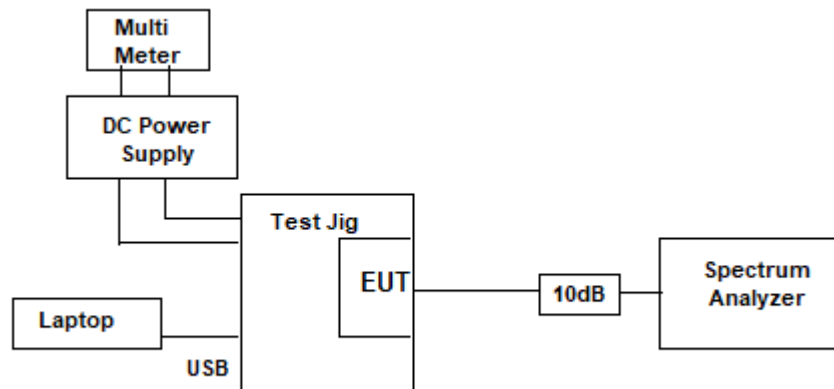 Multi
Meter
DC Power
Supply
Test Jig
EUT
10dB
Spectrum
Analyzer
Laptop
USB